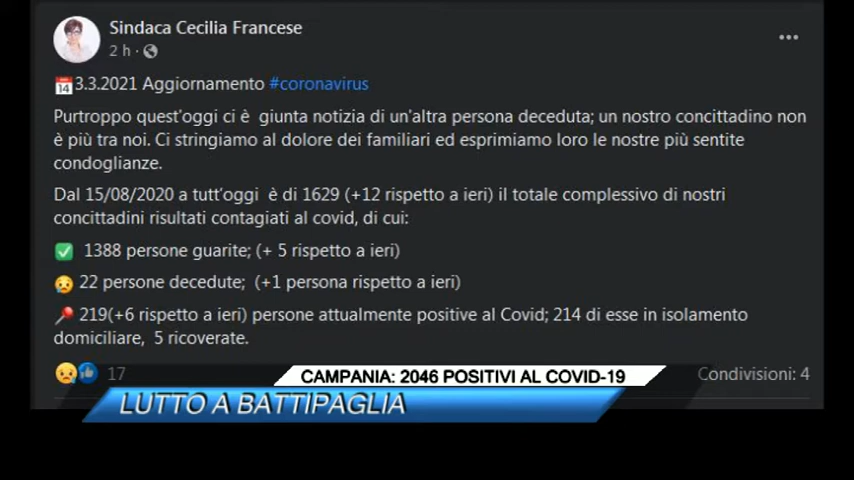 Sindaca Cecilia Francese
2 h ·
3.3.2021 Aggiornamento #coronavirus
Purtroppo quest'oggi ci è giunta notizia di un'altra persona deceduta; un nostro concittadino non
è più tra noi. Ci stringiamo al dolore dei familiari ed esprimiamo loro le nostre più sentite
condoglianze.
Dal 15/08/2020 a tutt'oggi è di 1629 (+12 rispetto a ieri) il totale complessivo di nostri
concittadini risultati contagiati al covid, di cui:
1388 persone guarite; (+ 5 rispetto a ieri)
22 persone decedute; (+1 persona rispetto a ieri)
219(+6 rispetto a ieri) persone attualmente positive al Covid; 214 di esse in isolamento
domiciliare, 5 ricoverate.
17
Condivisioni: 4
CAMPANIA: 2046 POSITIVI AL COVID-19
LUTTO A BATTIPAGLIA